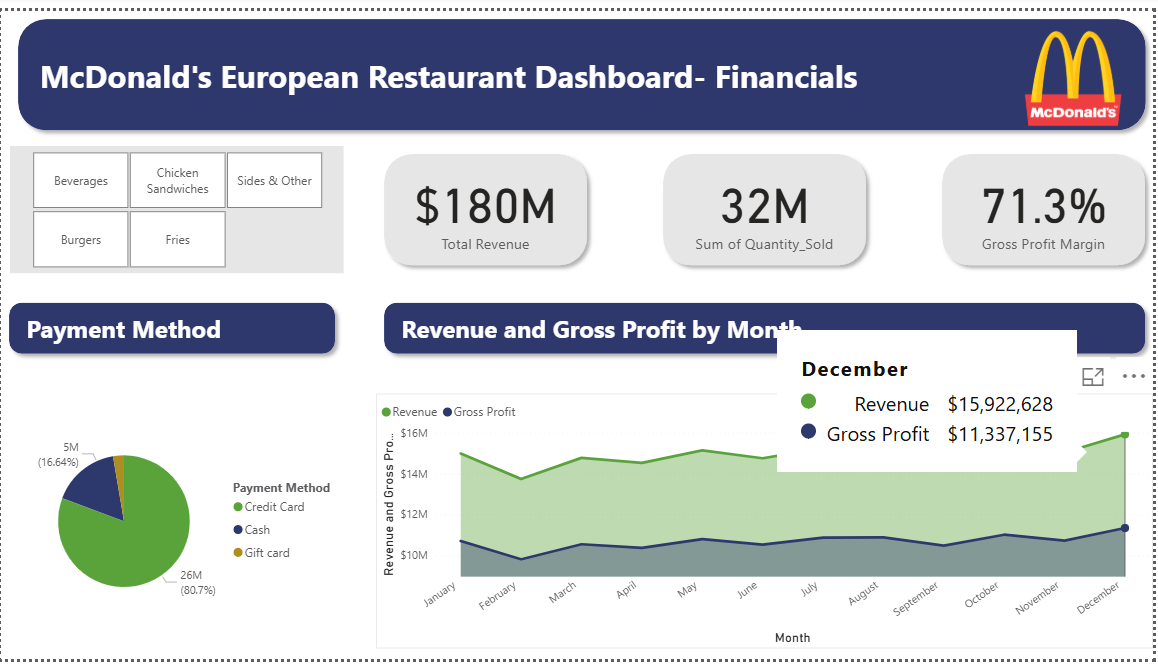 McDonald's European Restaurant Dashboard- Financials
McDonald's
Beverages
Chicken
Sandwiches
Sides & Other
Burgers
Fries
$180M
Total Revenue
32M
Sum of Quantity_Sold
71.3%
Gross Profit Margin
Payment Method
5M
(16.64%)
26M
(80.7%)
Payment Method
Credit Card
Cash
Gift card
Revenue and Gross Profit by Month
December
Revenue $15,922,628
Gross Profit $11,337,155
Revenue Gross Profit
Revenue and Gross Pro...
$16M
$14M
$12M
$10M
January
February
March
April
May
June
July
August
September
October
November
December
Month